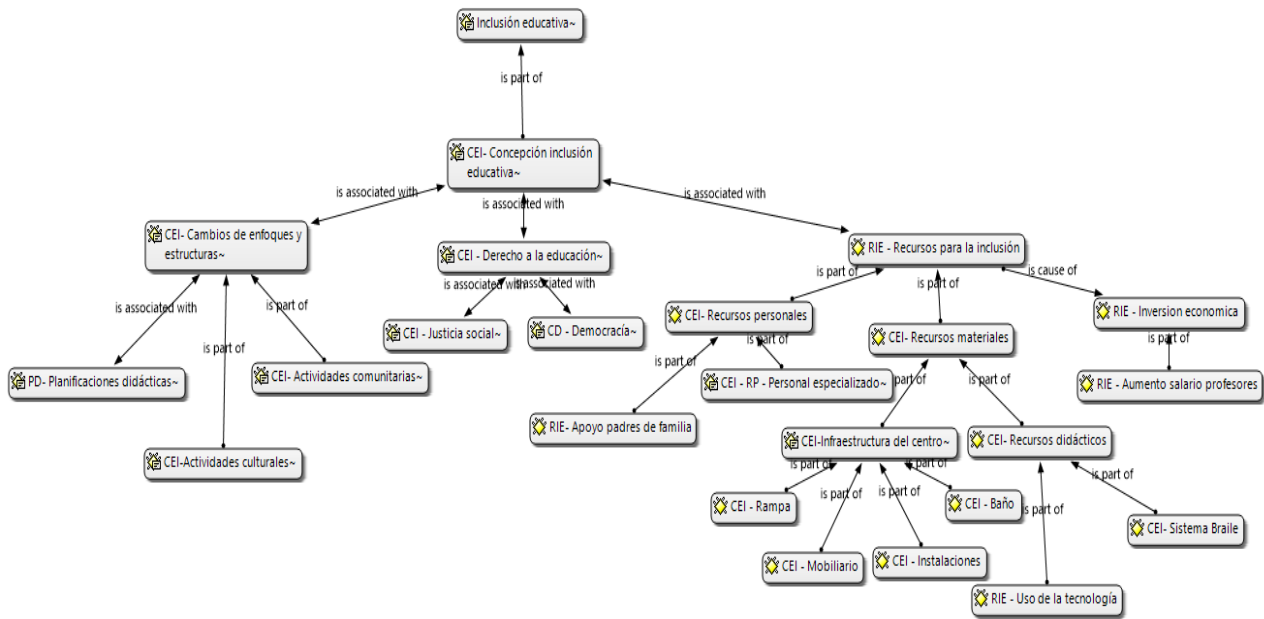 Inclusión educativa~
is part of
CEI- Concepción inclusión
educativa~
is associated with
is associated with
is associated with
CEI- Cambios de enfoques y
estructuras~
CEI - Derecho a la educación~
RIE - Recursos para la inclusión
is associated with
is part of
is part of
is associated with
is associated with
is part of
is part of
is cause of
PD- Planificaciones didácticas~
CEI-Actividades culturales~
CEI- Actividades comunitarias~
CEI - Justicia social~
CD - Democracía~
CEI- Recursos personales
CEI- Recursos materiales
RIE - Inversion economica
is part of
is part of
part of
is part of
is part of
RIE- Apoyo padres de familia
CEI - RP - Personal especializado~
RIE - Aumento salario profesores
CEI-Infraestructura del centro~
CEI- Recursos didácticos
is part of
is part of
is part of
is part of
is part of
is part of
CEI - Rampa
CEI - Mobiliario
CEI - Instalaciones
CEI - Baño
RIE - Uso de la tecnología
CEI- Sistema Braile